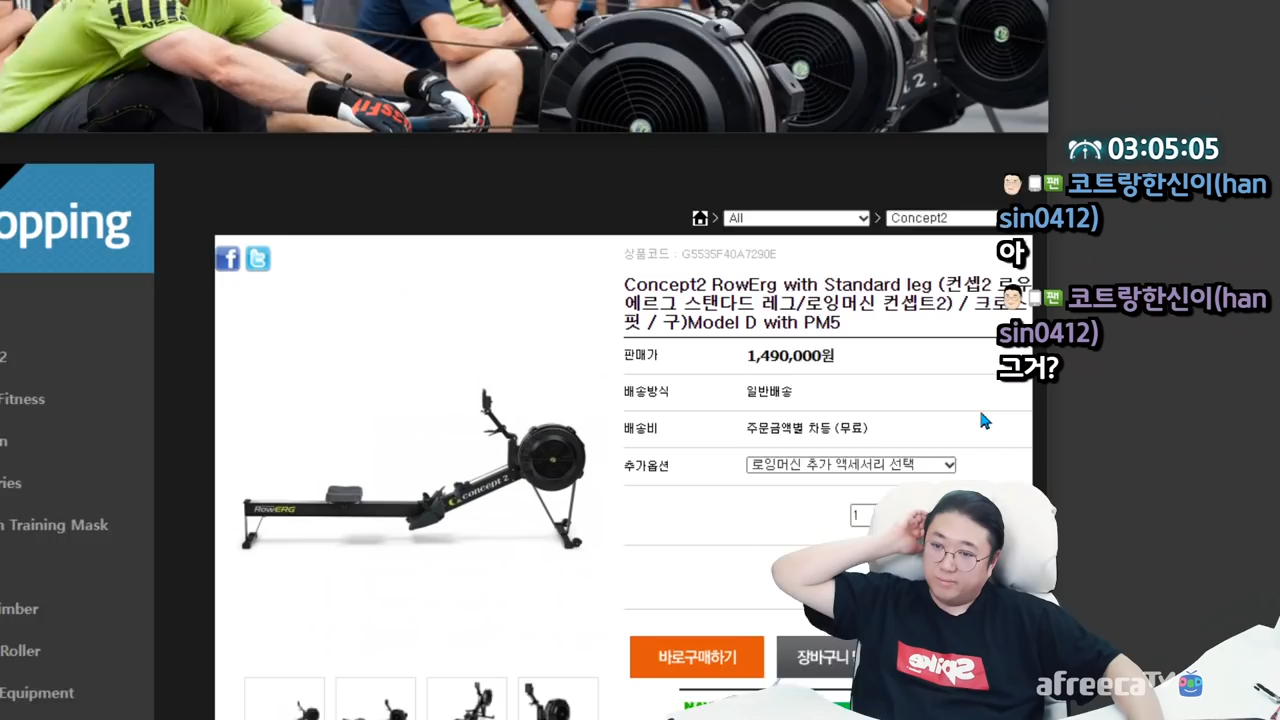 03:05:05
코트랑한신이(han
sin0412)
아
코트랑한신이(han
sin0412)
그거?
opping
All
Concept2
상품코드 : G5535F40A7290E
Concept2 RowErg with Standard leg (컨셉2 로우
에르그 스탠다드 레그/로잉머신 컨셉트2) / 크로스
핏 / 구)Model D with PM5
판매가 1,490,000원
배송방식 일반배송
배송비 주문금액별 차등 (무료)
추가옵션 로잉머신 추가 액세서리 선택
1
바로구매하기
장바구니
2
Fitness
n
ries
n Training Mask
imber
Roller
Equipment
RowERG
concept 2
Spike
afreecaTV